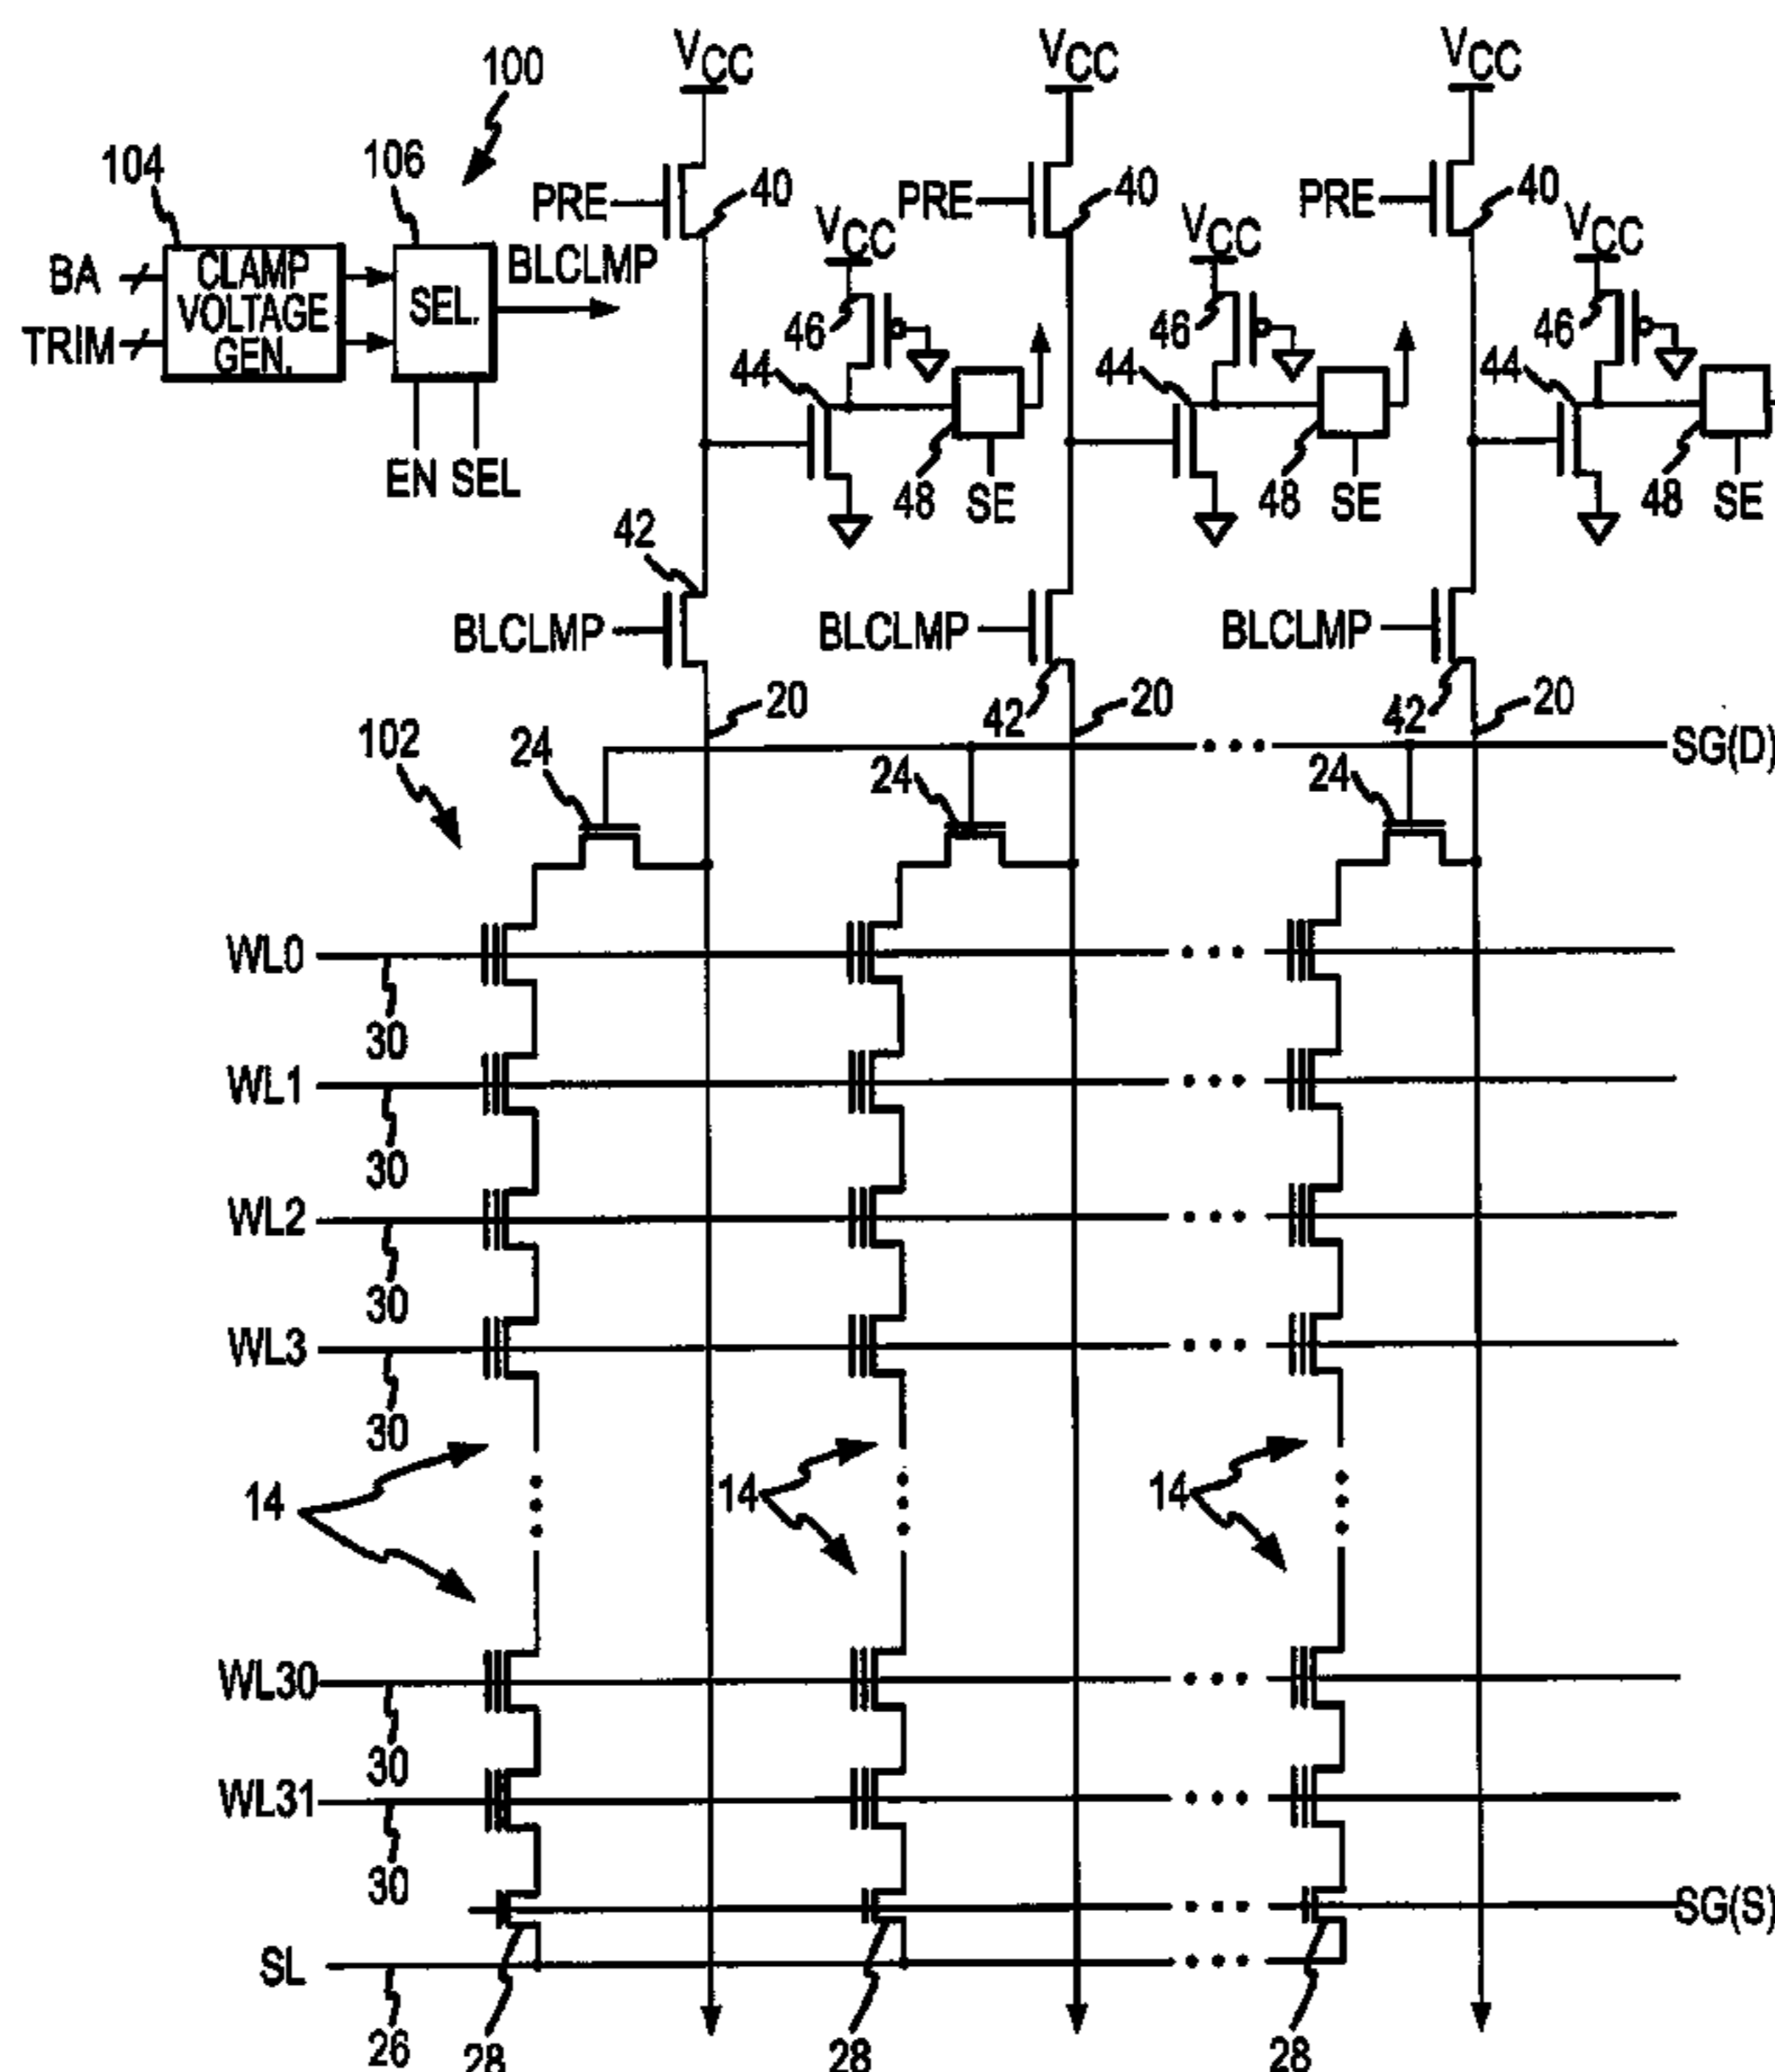 100
VCC
VCC
VCC
104
106
PRE
40
PRE
40
PRE
40
BA
TRIM
CLAMP
VOLTAGE
GEN.
SEL.
BLCLMP
VCC
VCC
VCC
46
46
46
44
44
44
EN SEL
48
SE
48
SE
48
SE
42
BLCLMP
BLCLMP
BLCLMP
20
42
20
42
20
102
24
24
24
SG(D)
WL0
30
WL1
30
WL2
30
WL3
30
14
14
14
WL30
30
WL31
30
SG(S)
SL
26
28
28
28